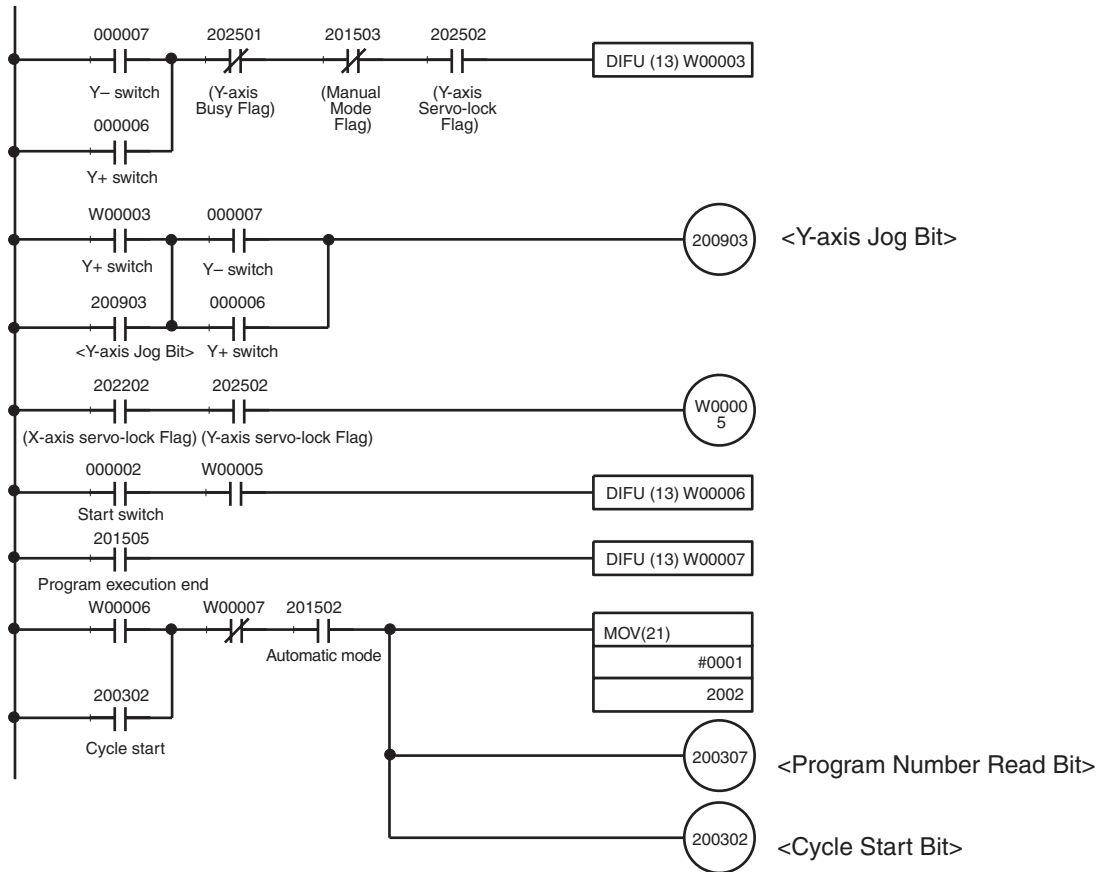 000007 202501 201503 202502
DIFU (13) W00003
Y– switch (Y-axis Busy Flag) (Manual Mode Flag) (Y-axis Servo-lock Flag)
000006
Y+ switch
W00003 000007
200903 <Y-axis Jog Bit>
Y+ switch Y– switch
200903 000006
<Y-axis Jog Bit> Y+ switch
202202 202502
W0000
5
(X-axis servo-lock Flag) (Y-axis servo-lock Flag)
000002 W00005
DIFU (13) W00006
Start switch
201505
DIFU (13) W00007
Program execution end
W00006 W00007 201502
MOV(21)
Automatic mode
#0001
2002
200302
Cycle start
200307 <Program Number Read Bit>
200302 <Cycle Start Bit>